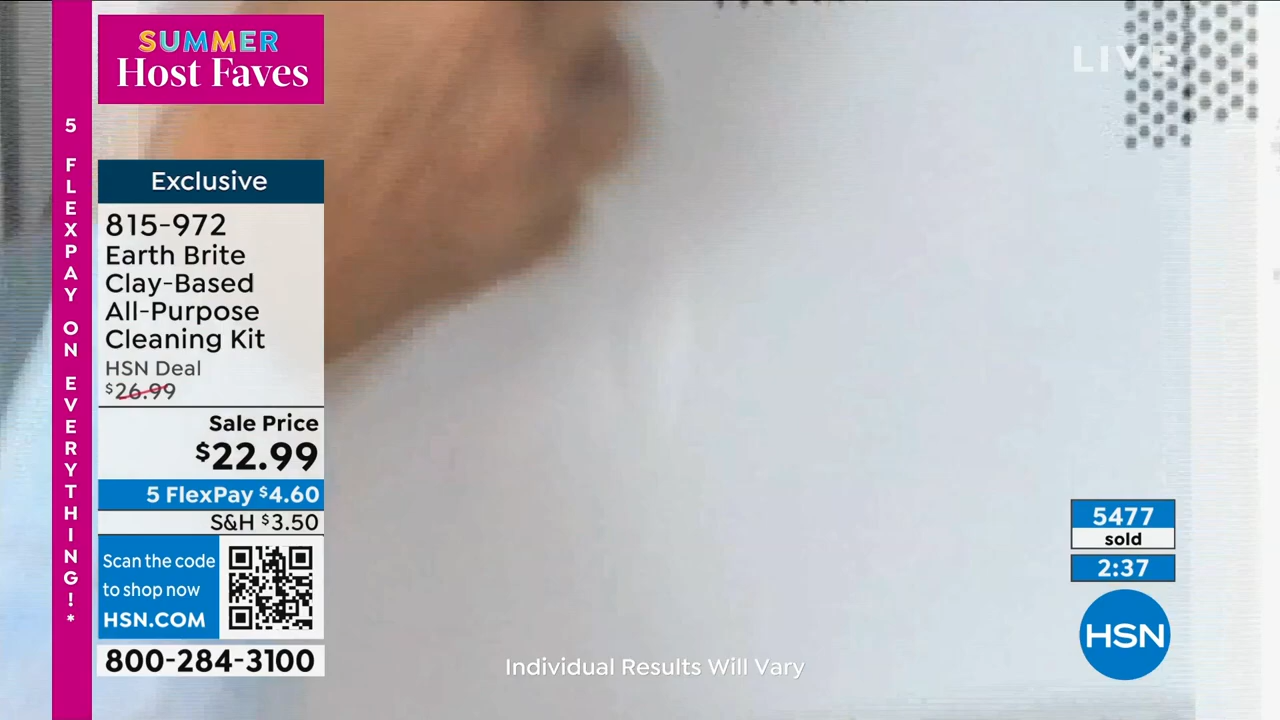 SUMMER
Host Faves
5 FLEXPAY ON EVERYTHING!*
Exclusive
815-972
Earth Brite
Clay-Based
All-Purpose
Cleaning Kit
HSN Deal
$26.99
Sale Price
$22.99
5 FlexPay $4.60
S&H $3.50
Scan the code
to shop now
HSN.COM
800-284-3100
LIVE
5477
sold
2:37
HSN
Individual Results Will Vary